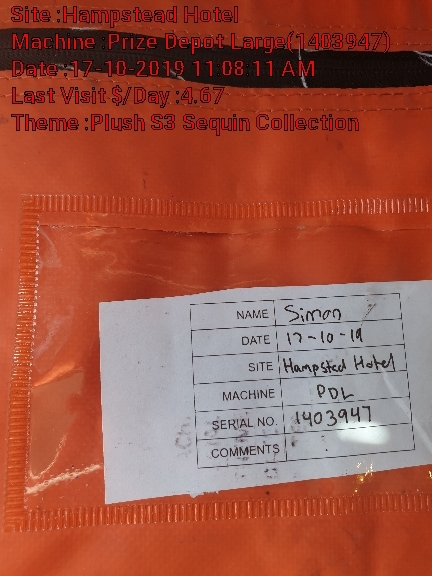 Site :Hampstead Hotel
Machine :Prize Depot Large(1403947)
Date :17-10-2019 11:08:11 AM
Last Visit $/Day :4.67
Theme :Plush S3 Sequin Collection
NAME Simon
DATE 17-10-19
SITE Hampsted Hotel
MACHINE PDL
SERIAL NO. 1403947
COMMENTS